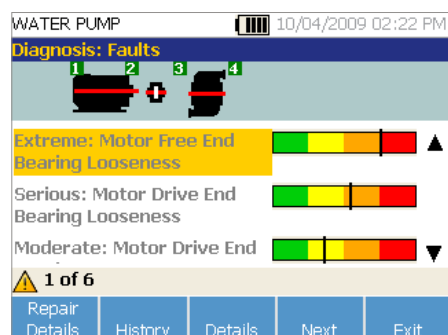 WATER PUMP 10/04/2009 02:22 PM
Diagnosis: Faults
1 2 3 4
Extreme: Motor Free End
Bearing Looseness
Serious: Motor Drive End
Bearing Looseness
Moderate: Motor Drive End
1 of 6
Repair
Details History Details Next Exit